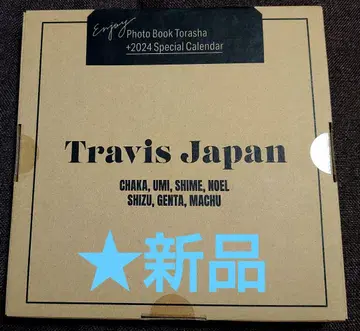 Enjoy
Photo Book Torasha
+2024 Special Calendar
Travis Japan
CHAKA, UMI, SHIME, NOEL
SHIZU, GENTA, MACHU
★新品